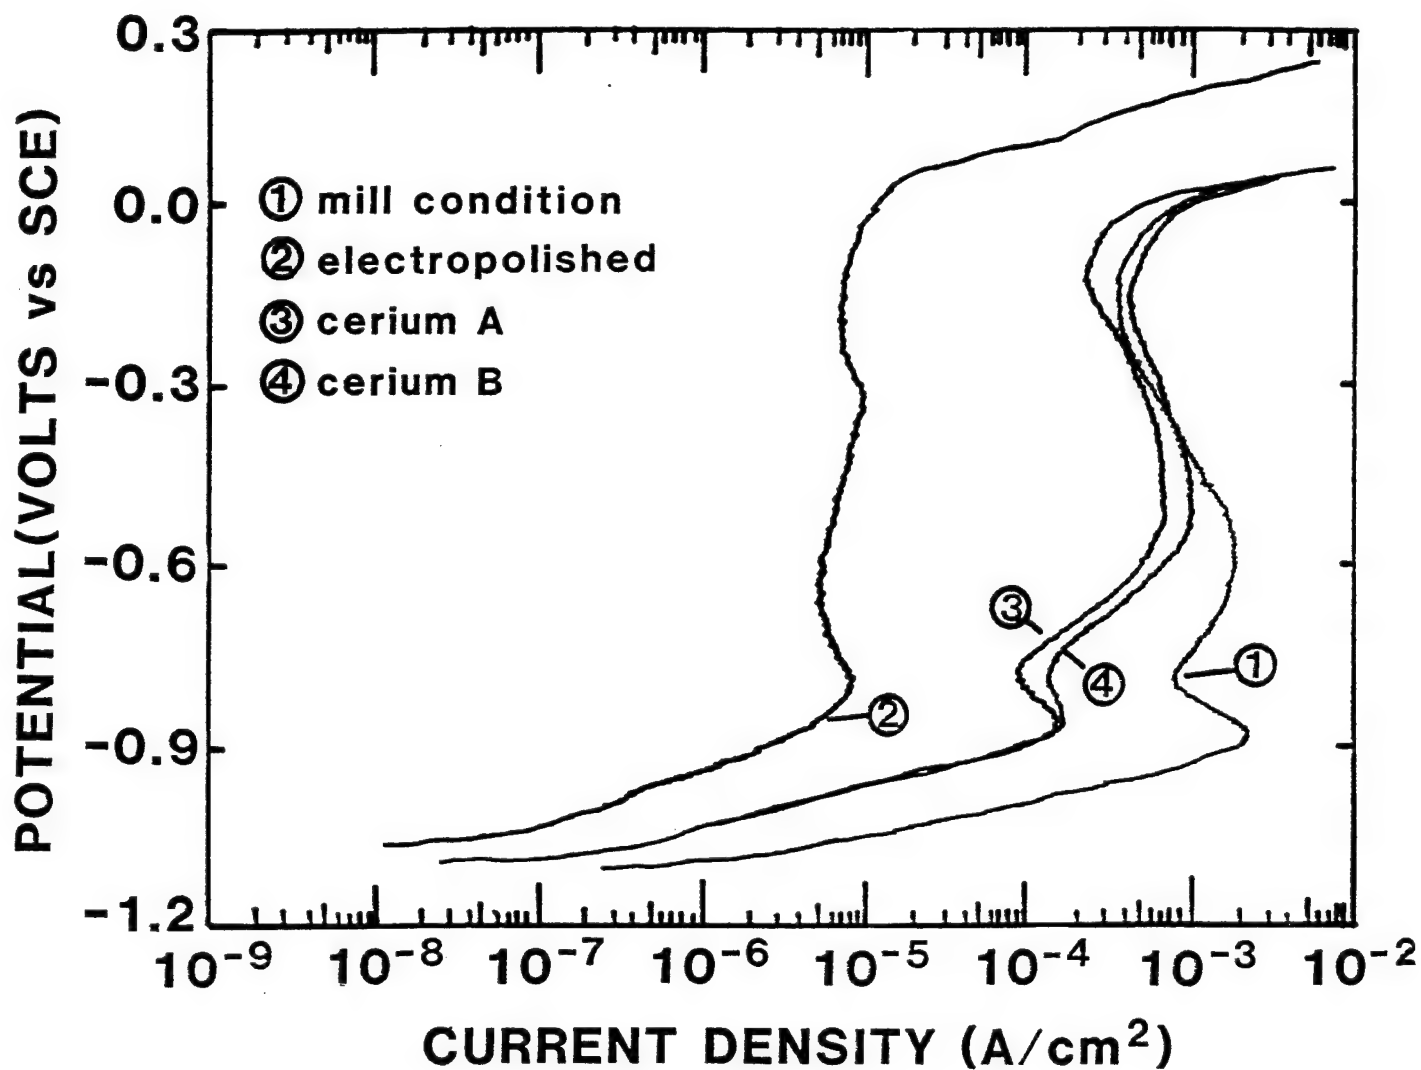 POTENTIAL(VOLTS vs SCE)
0.3
0.0
-0.3
-0.6
-0.9
-1.2
① mill condition
② electropolished
③ cerium A
④ cerium B
③
④
①
②
10⁻⁹ 10⁻⁸ 10⁻⁷ 10⁻⁶ 10⁻⁵ 10⁻⁴ 10⁻³ 10⁻²
CURRENT DENSITY (A/cm²)